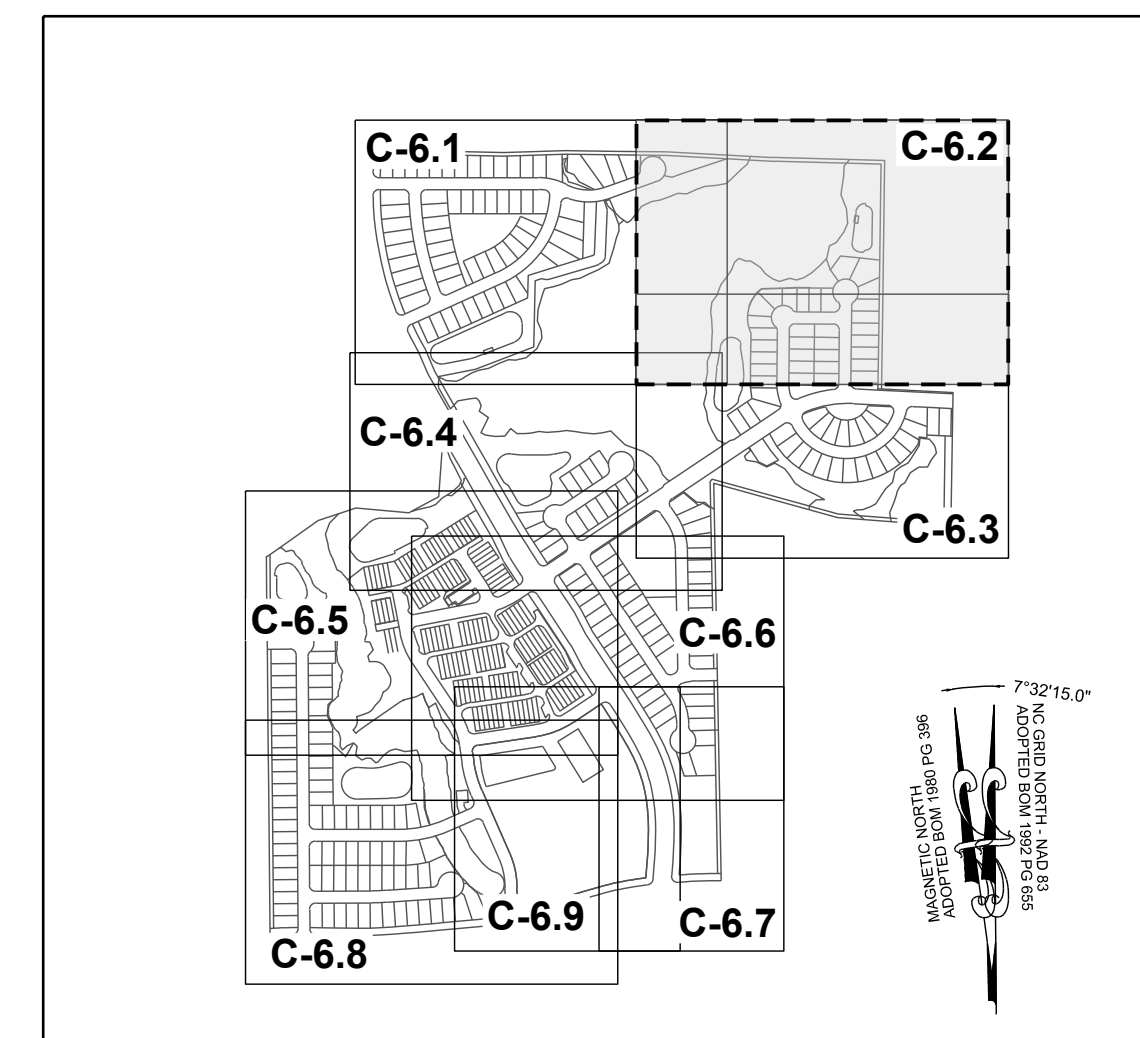 C-6.1
C-6.2
C-6.4
C-6.3
C-6.5
C-6.6
C-6.9
C-6.7
C-6.8
7°32'15.0"
NC GRID NORTH - NAD 83
ADOPTED BOM 1992 PG 655
MAGNETIC NORTH
ADOPTED BOM 1980 PG 396